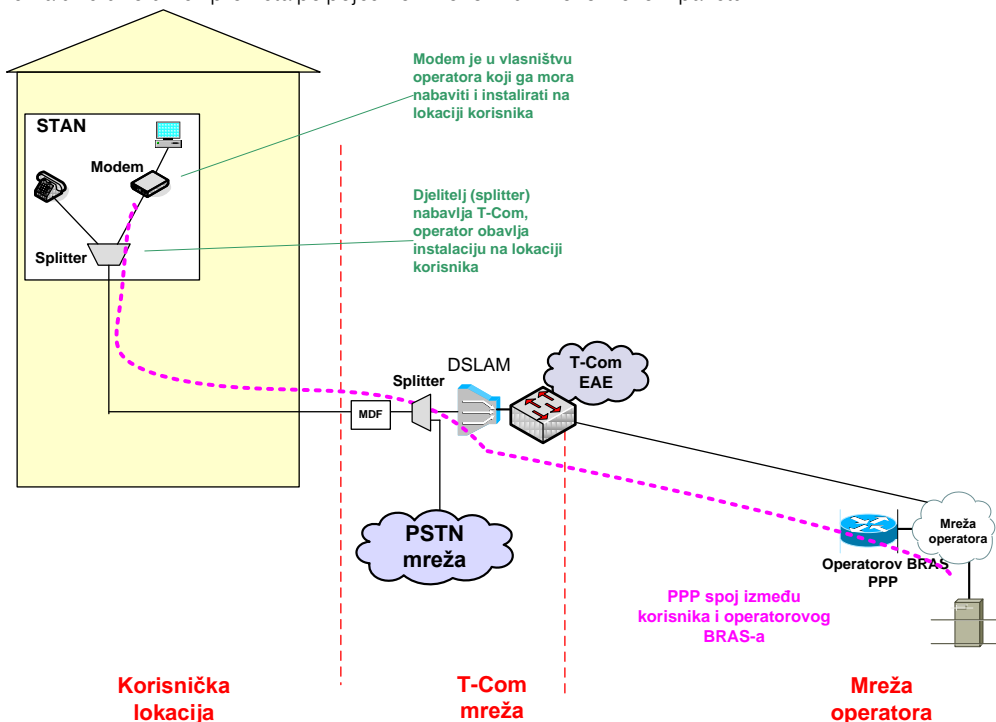 Modem je u vlasništvu
operatora koji ga mora
nabaviti i instalirati na
lokaciji korisnika
STAN
Modem
Djelitelj (splitter)
nabavlja T-Com,
operator obavlja
instalaciju na lokaciji
korisnika
Splitter
DSLAM
T-Com
EAE
Splitter
MDF
PSTN
mreža
Mreža
operatora
Operatorov BRAS
PPP
PPP spoj između
korisnika i operatorovog
BRAS-a
Korisnička
lokacija
T-Com
mreža
Mreža
operatora